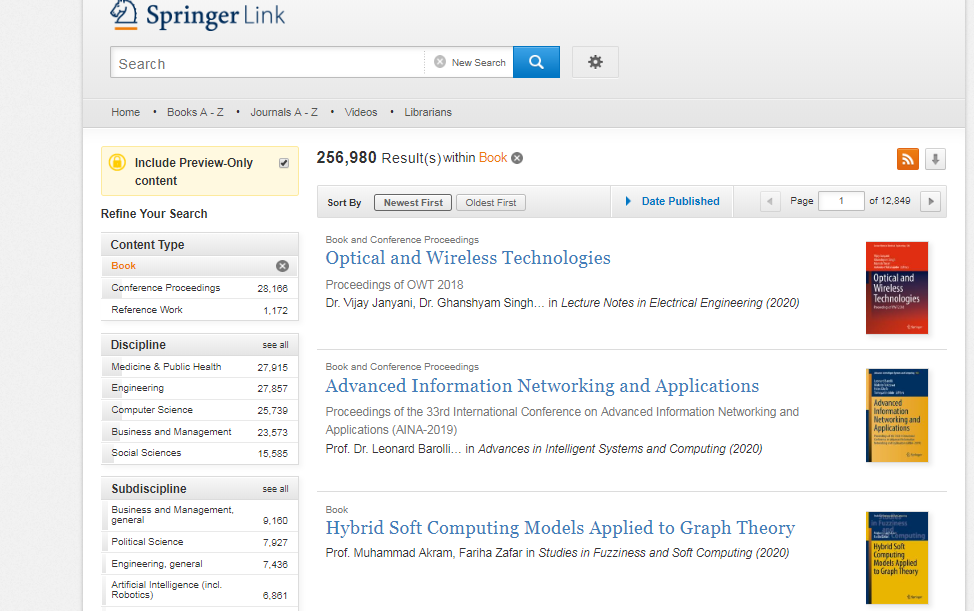 Springer Link
Search
New Search
Home • Books A - Z • Journals A - Z • Videos • Librarians
Include Preview-Only
content
Refine Your Search
Content Type
Book
Conference Proceedings 28,166
Reference Work 1,172
Discipline see all
Medicine & Public Health 27,915
Engineering 27,857
Computer Science 25,739
Business and Management 23,573
Social Sciences 15,585
Subdiscipline see all
Business and Management,
general 9,160
Political Science 7,927
Engineering, general 7,436
Artificial Intelligence (incl.
Robotics) 6,861
256,980 Result(s) within Book
Sort By Newest First Oldest First Date Published Page 1 of 12,849
Book and Conference Proceedings
Optical and Wireless Technologies
Proceedings of OWT 2018
Dr. Vijay Janyani, Dr. Ghanshyam Singh... in Lecture Notes in Electrical Engineering (2020)
Optical and
Wireless
Technologies
Book and Conference Proceedings
Advanced Information Networking and Applications
Proceedings of the 33rd International Conference on Advanced Information Networking and
Applications (AINA-2019)
Prof. Dr. Leonard Barolli... in Advances in Intelligent Systems and Computing (2020)
Advanced
Information
Networking and
Applications
Book
Hybrid Soft Computing Models Applied to Graph Theory
Prof. Muhammad Akram, Fariha Zafar in Studies in Fuzziness and Soft Computing (2020)
Hybrid Soft
Computing
Models Applied
to Graph Theory